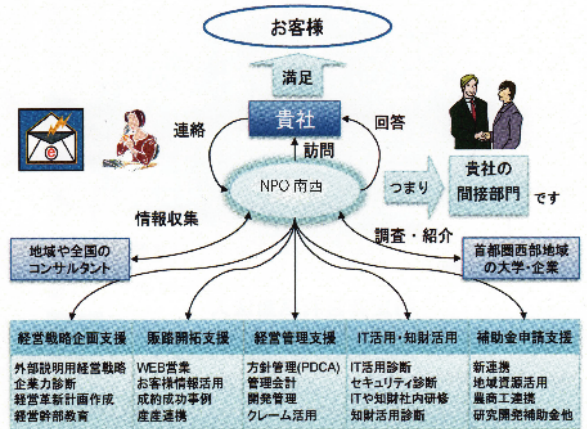 お客様
満足
貴社
連絡
回答
訪問
NPO 南西
つまり
貴社の
間接部門
です
情報収集
調査・紹介
地域や全国の
コンサルタント
首都圏西部地域
の大学・企業
経営戦略企画支援
外部説明用経営戦略
企業力診断
経営革新計画作成
経営幹部教育
販路開拓支援
WEB営業
お客様情報活用
成約成功事例
産産連携
経営管理支援
方針管理(PDCA)
管理会計
開発管理
クレーム活用
IT活用・知財活用
IT活用診断
セキュリティ診断
ITや知財社内研修
知財活用診断
補助金申請支援
新連携
地域資源活用
農商工連携
研究開発補助金他
e